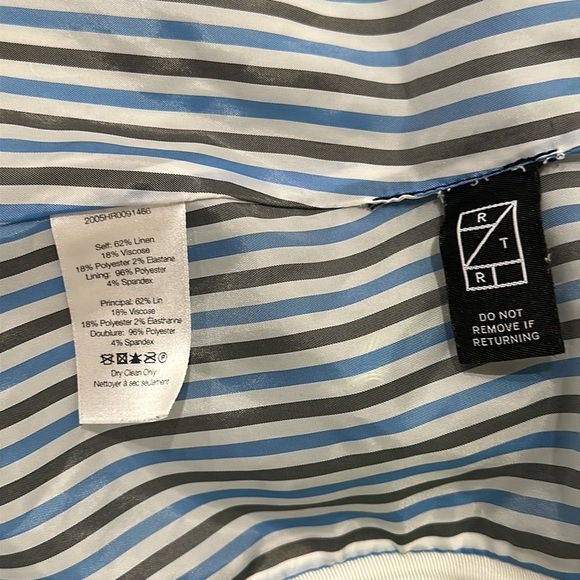 2005HR0091466
Self: 62% Linen
18% Viscose
18% Polyester 2% Elastane
Lining: 96% Polyester
4% Spandex
Principal: 62% Lin
18% Viscose
18% Polyester 2% Élasthanne
Doublure: 96% Polyester
4% Spandex
Dry Clean Only
Nettoyer à sec seulement
R
T
R
DO NOT
REMOVE IF
RETURNING